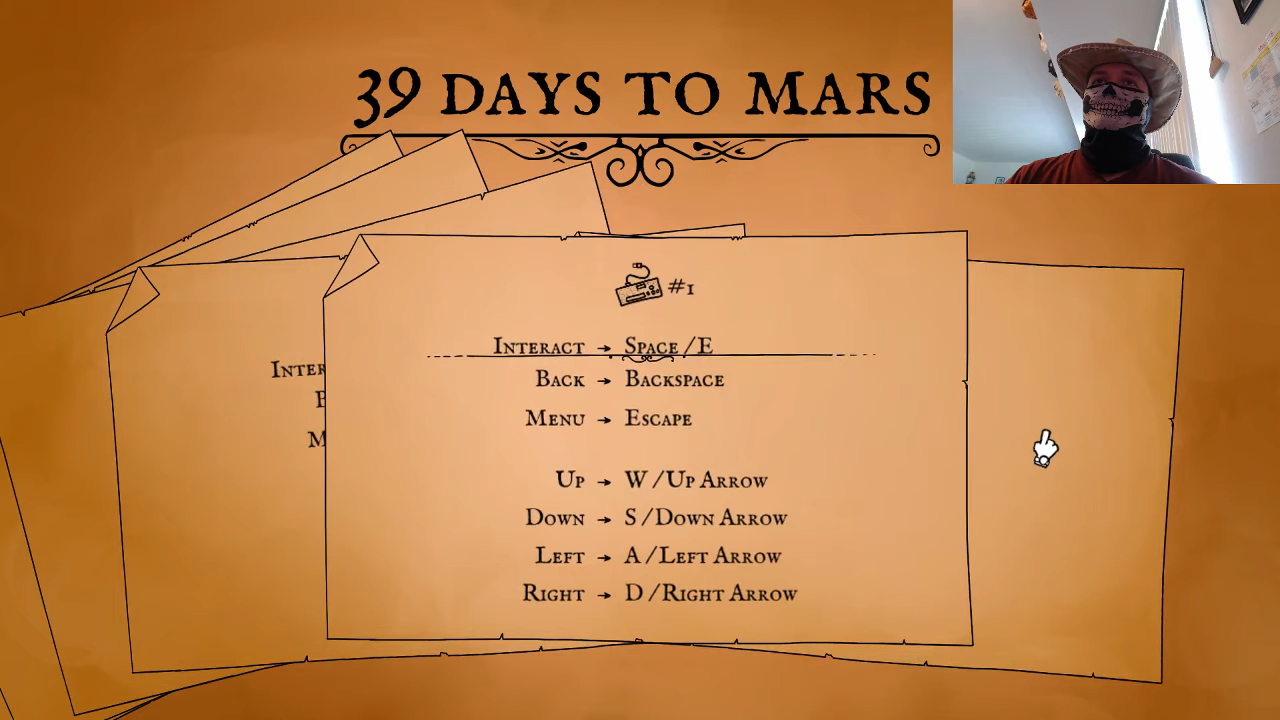 39 DAYS TO MARS
#1
INTERACT → SPACE / E
BACK → BACKSPACE
MENU → ESCAPE
UP → W / UP ARROW
DOWN → S / DOWN ARROW
LEFT → A / LEFT ARROW
RIGHT → D / RIGHT ARROW
INTER
M